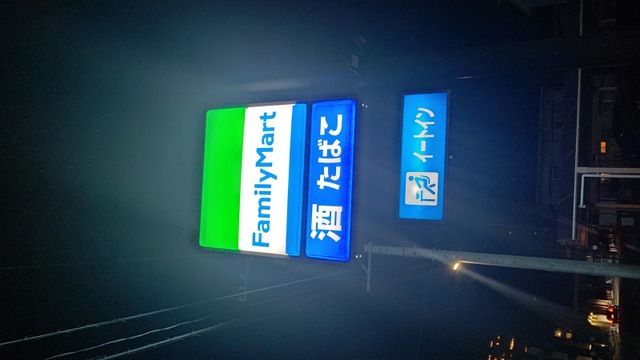 FamilyMart
酒 たばこ
イートイン